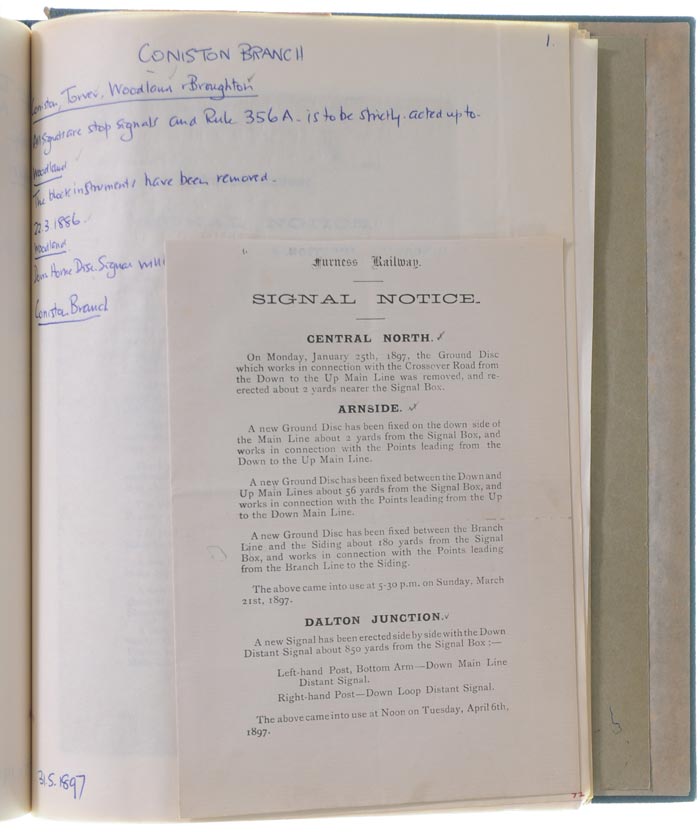 1.
CONISTON BRANCH
Coniston, Torver, Woodland & Broughton
All signals are stop signals and Rule 356A. is to be strictly acted up to.
Woodland
The block instruments have been removed.
22.3.1886.
Woodland
Down Home Disc Signal
Coniston Branch
31.5.1897
1.
Furness Railway.
SIGNAL NOTICE.
CENTRAL NORTH.
On Monday, January 25th, 1897, the Ground Disc
which works in connection with the Crossover Road from
the Down to the Up Main Line was removed, and re-
erected about 2 yards nearer the Signal Box.
ARNSIDE.
A new Ground Disc has been fixed on the down side of
the Main Line about 2 yards from the Signal Box, and
works in connection with the Points leading from the
Down to the Up Main Line.
A new Ground Disc has been fixed between the Down and
Up Main Lines about 56 yards from the Signal Box, and
works in connection with the Points leading from the Up
to the Down Main Line.
A new Ground Disc has been fixed between the Branch
Line and the Siding about 180 yards from the Signal
Box, and works in connection with the Points leading
from the Branch Line to the Siding.
The above came into use at 5-30 p.m. on Sunday, March
21st, 1897.
DALTON JUNCTION.
A new Signal has been erected side by side with the Down
Distant Signal about 850 yards from the Signal Box :—
Left-hand Post, Bottom Arm—Down Main Line
Distant Signal.
Right-hand Post—Down Loop Distant Signal.
The above came into use at Noon on Tuesday, April 6th,
1897.
72